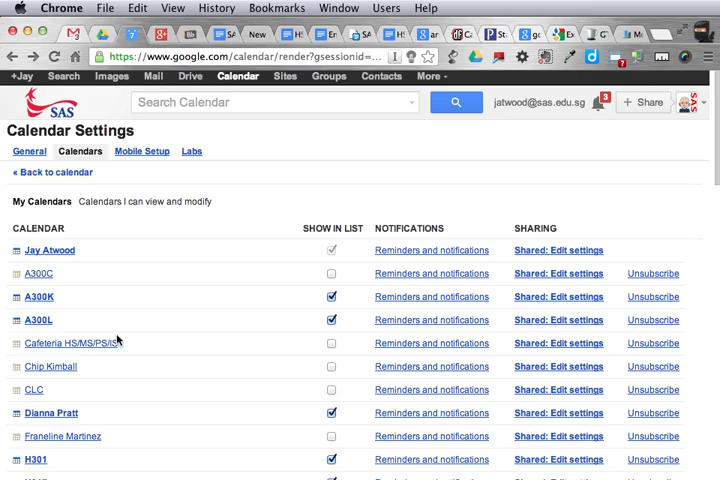 Chrome File Edit View History Bookmarks Window Users Help
New
https://www.google.com/calendar/render?gsessionid=...
+Jay Search Images Mail Drive Calendar Sites Groups Contacts More
SAS Search Calendar jatwood@sas.edu.sg 3 + Share SAS
Calendar Settings
General Calendars Mobile Setup Labs
« Back to calendar
My Calendars Calendars I can view and modify
CALENDAR SHOW IN LIST NOTIFICATIONS SHARING
Jay Atwood Reminders and notifications Shared: Edit settings
A300C Reminders and notifications Shared: Edit settings Unsubscribe
A300K Reminders and notifications Shared: Edit settings Unsubscribe
A300L Reminders and notifications Shared: Edit settings Unsubscribe
Cafeteria HS/MS/PS/IS Reminders and notifications Shared: Edit settings Unsubscribe
Chip Kimball Reminders and notifications Shared: Edit settings Unsubscribe
CLC Reminders and notifications Shared: Edit settings Unsubscribe
Dianna Pratt Reminders and notifications Shared: Edit settings Unsubscribe
Franeline Martinez Reminders and notifications Shared: Edit settings Unsubscribe
H301 Reminders and notifications Shared: Edit settings Unsubscribe